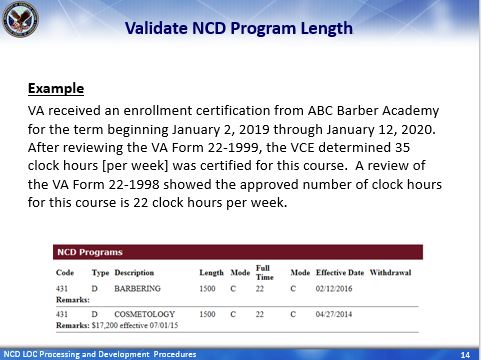 Validate NCD Program Length
Example
VA received an enrollment certification from ABC Barber Academy
for the term beginning January 2, 2019 through January 12, 2020.
After reviewing the VA Form 22-1999, the VCE determined 35
clock hours [per week] was certified for this course.  A review of
the VA Form 22-1998 showed the approved number of clock hours
for this course is 22 clock hours per week.
NCD Programs
Code Type Description Length Mode Full Time Mode Effective Date Withdrawal
431 D BARBERING 1500 C 22 C 02/12/2016
Remarks:
431 D COSMETOLOGY 1500 C 22 C 04/27/2014
Remarks: $17,200 effective 07/01/15
NCD LOC Processing and Development  Procedures 14